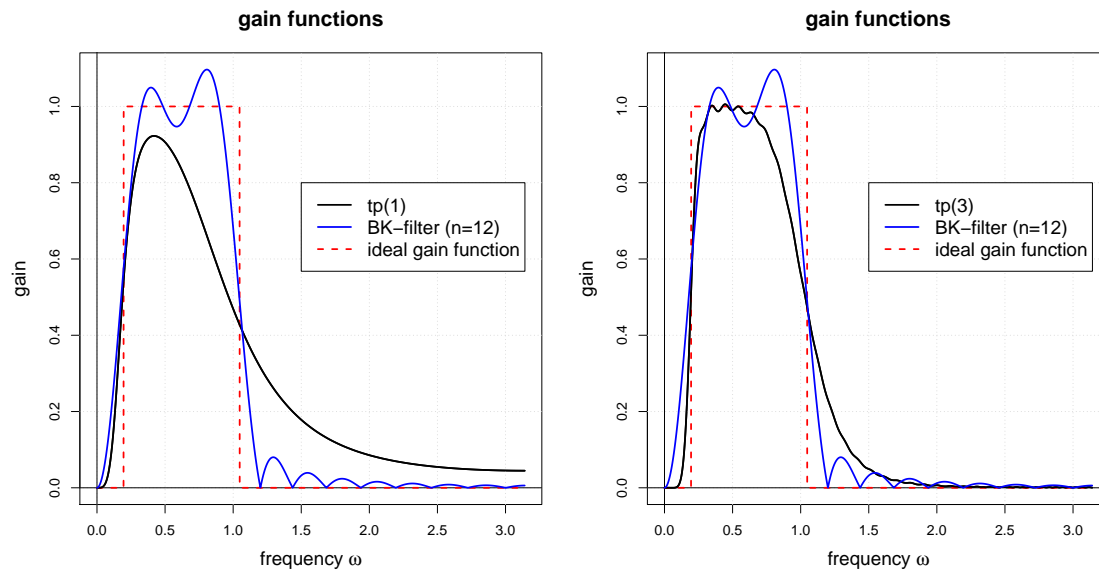 gain functions
gain
1.0
0.8
0.6
0.4
0.2
0.0
tp(1)
BK−filter (n=12)
ideal gain function
0.0 0.5 1.0 1.5 2.0 2.5 3.0
frequency ω
gain functions
gain
1.0
0.8
0.6
0.4
0.2
0.0
tp(3)
BK−filter (n=12)
ideal gain function
0.0 0.5 1.0 1.5 2.0 2.5 3.0
frequency ω